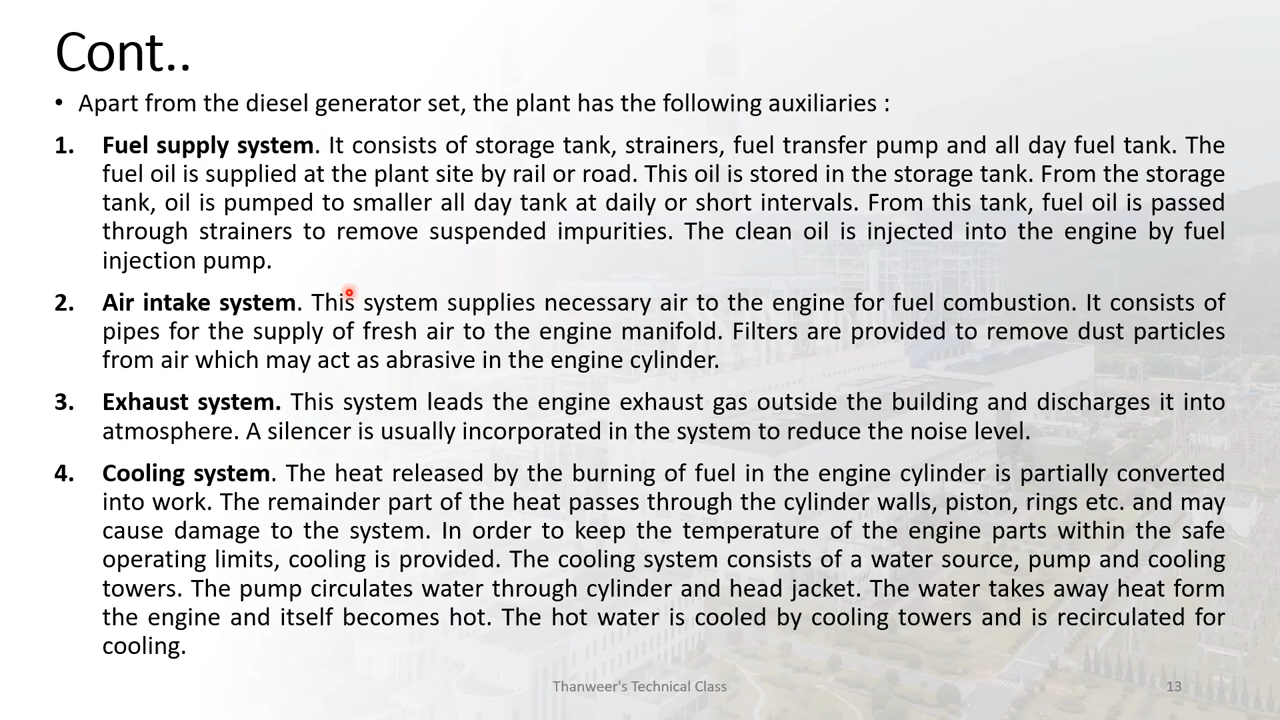 Cont..
• Apart from the diesel generator set, the plant has the following auxiliaries :
1. Fuel supply system. It consists of storage tank, strainers, fuel transfer pump and all day fuel tank. The
fuel oil is supplied at the plant site by rail or road. This oil is stored in the storage tank. From the storage
tank, oil is pumped to smaller all day tank at daily or short intervals. From this tank, fuel oil is passed
through strainers to remove suspended impurities. The clean oil is injected into the engine by fuel
injection pump.
2. Air intake system. This system supplies necessary air to the engine for fuel combustion. It consists of
pipes for the supply of fresh air to the engine manifold. Filters are provided to remove dust particles
from air which may act as abrasive in the engine cylinder.
3. Exhaust system. This system leads the engine exhaust gas outside the building and discharges it into
atmosphere. A silencer is usually incorporated in the system to reduce the noise level.
4. Cooling system. The heat released by the burning of fuel in the engine cylinder is partially converted
into work. The remainder part of the heat passes through the cylinder walls, piston, rings etc. and may
cause damage to the system. In order to keep the temperature of the engine parts within the safe
operating limits, cooling is provided. The cooling system consists of a water source, pump and cooling
towers. The pump circulates water through cylinder and head jacket. The water takes away heat form
the engine and itself becomes hot. The hot water is cooled by cooling towers and is recirculated for
cooling.
Thanweer's Technical Class
13